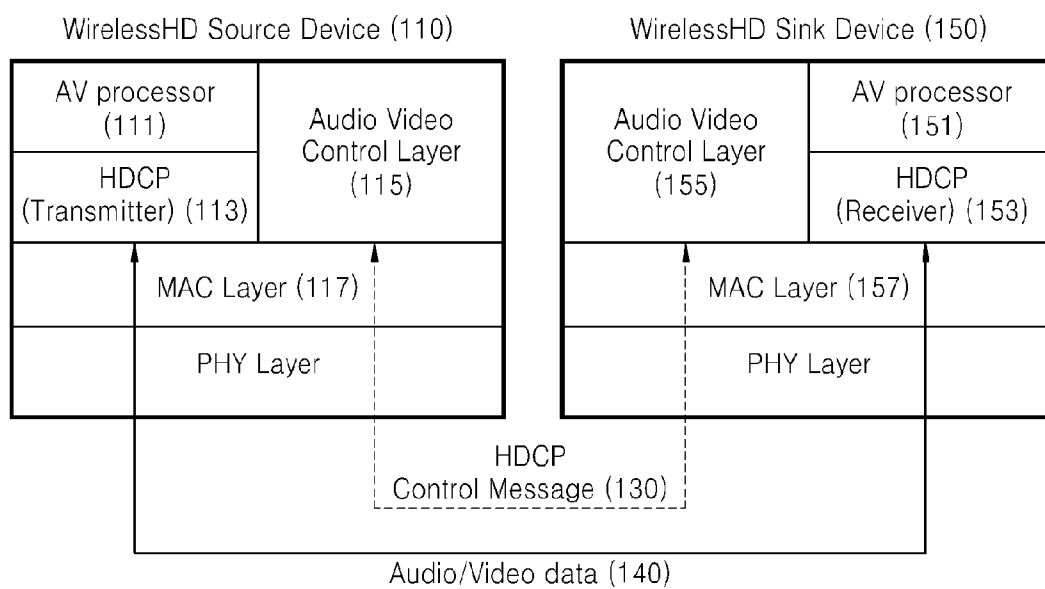 WirelessHD Source Device (110)
AV processor
(111)
HDCP
(Transmitter) (113)
Audio Video
Control Layer
(115)
MAC Layer (117)
PHY Layer
WirelessHD Sink Device (150)
Audio Video
Control Layer
(155)
AV processor
(151)
HDCP
(Receiver) (153)
MAC Layer (157)
PHY Layer
HDCP
Control Message (130)
Audio/Video data (140)